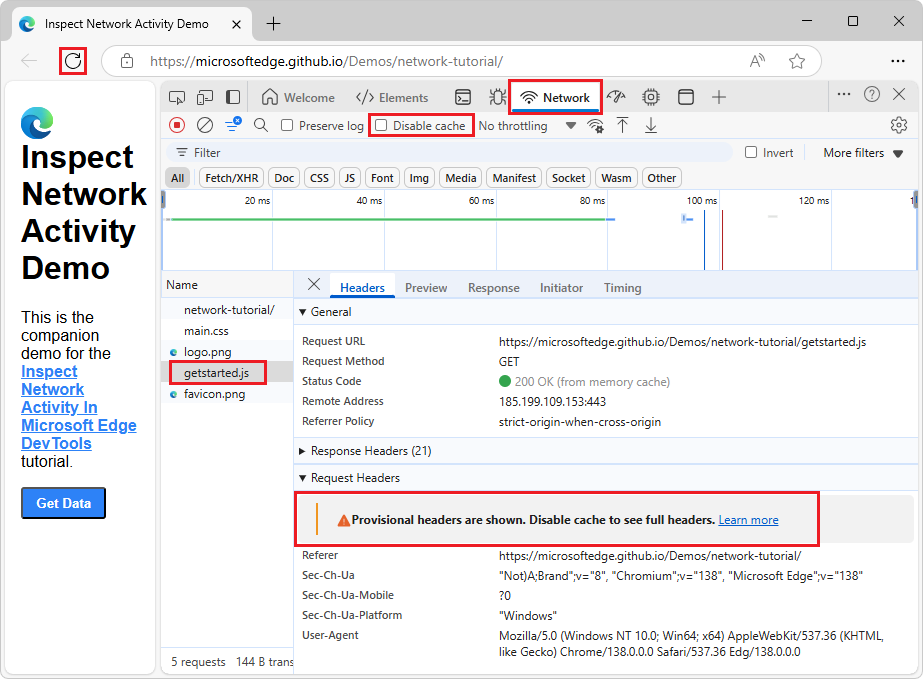 Inspect Network Activity Demo
https://microsoftedge.github.io/Demos/network-tutorial/
Inspect
Network
Activity
Demo
This is the
companion
demo for the
Inspect
Network
Activity In
Microsoft Edge
DevTools
tutorial.
Get Data
Welcome Elements Network
Preserve log Disable cache No throttling
Filter Invert More filters
All Fetch/XHR Doc CSS JS Font Img Media Manifest Socket Wasm Other
20 ms 40 ms 60 ms 80 ms 100 ms 120 ms
Name
network-tutorial/
main.css
logo.png
getstarted.js
favicon.png
5 requests 144 B trans
Headers Preview Response Initiator Timing
General
Request URL https://microsoftedge.github.io/Demos/network-tutorial/getstarted.js
Request Method GET
Status Code 200 OK (from memory cache)
Remote Address 185.199.109.153:443
Referrer Policy strict-origin-when-cross-origin
Response Headers (21)
Request Headers
Provisional headers are shown. Disable cache to see full headers. Learn more
Referer https://microsoftedge.github.io/Demos/network-tutorial/
Sec-Ch-Ua "Not)A;Brand";v="8", "Chromium";v="138", "Microsoft Edge";v="138"
Sec-Ch-Ua-Mobile ?0
Sec-Ch-Ua-Platform "Windows"
User-Agent Mozilla/5.0 (Windows NT 10.0; Win64; x64) AppleWebKit/537.36 (KHTML,
like Gecko) Chrome/138.0.0.0 Safari/537.36 Edg/138.0.0.0